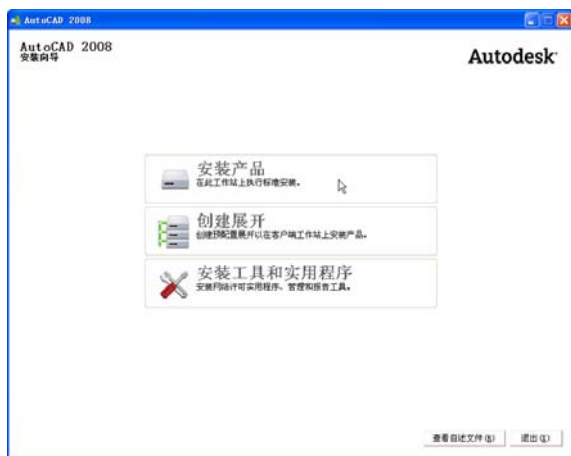 AutoCAD 2008
AutoCAD 2008
安装向导
Autodesk
安装产品
在此工作站上执行标准安装。
创建展开
创建预配置展开以在客户端工作站上安装产品。
安装工具和实用程序
安装网络许可实用程序、管理和报告工具。
查看自述文件(R)
退出(X)